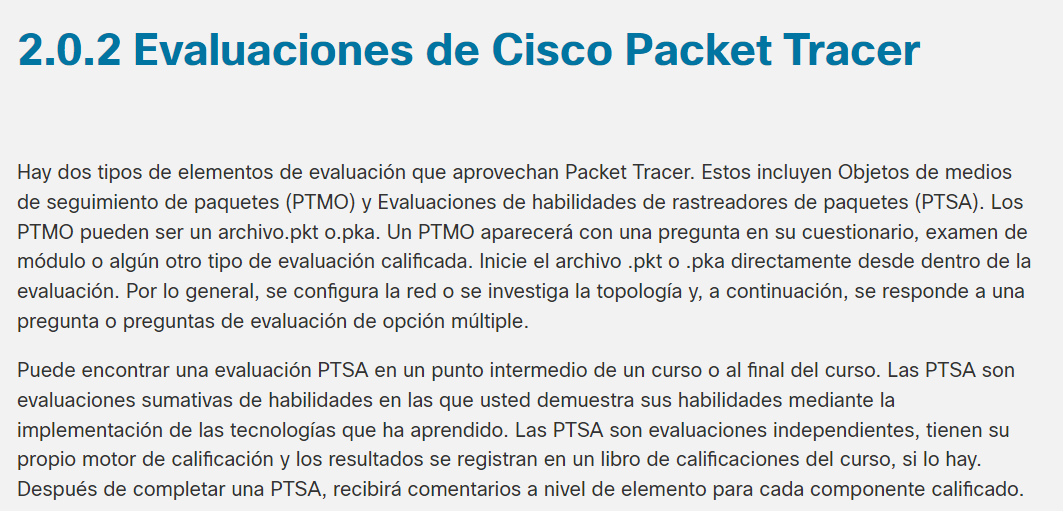 2.0.2 Evaluaciones de Cisco Packet Tracer
Hay dos tipos de elementos de evaluación que aprovechan Packet Tracer. Estos incluyen Objetos de medios
de seguimiento de paquetes (PTMO) y Evaluaciones de habilidades de rastreadores de paquetes (PTSA). Los
PTMO pueden ser un archivo.pkt o.pka. Un PTMO aparecerá con una pregunta en su cuestionario, examen de
módulo o algún otro tipo de evaluación calificada. Inicie el archivo .pkt o .pka directamente desde dentro de la
evaluación. Por lo general, se configura la red o se investiga la topología y, a continuación, se responde a una
pregunta o preguntas de evaluación de opción múltiple.
Puede encontrar una evaluación PTSA en un punto intermedio de un curso o al final del curso. Las PTSA son
evaluaciones sumativas de habilidades en las que usted demuestra sus habilidades mediante la
implementación de las tecnologías que ha aprendido. Las PTSA son evaluaciones independientes, tienen su
propio motor de calificación y los resultados se registran en un libro de calificaciones del curso, si lo hay.
Después de completar una PTSA, recibirá comentarios a nivel de elemento para cada componente calificado.